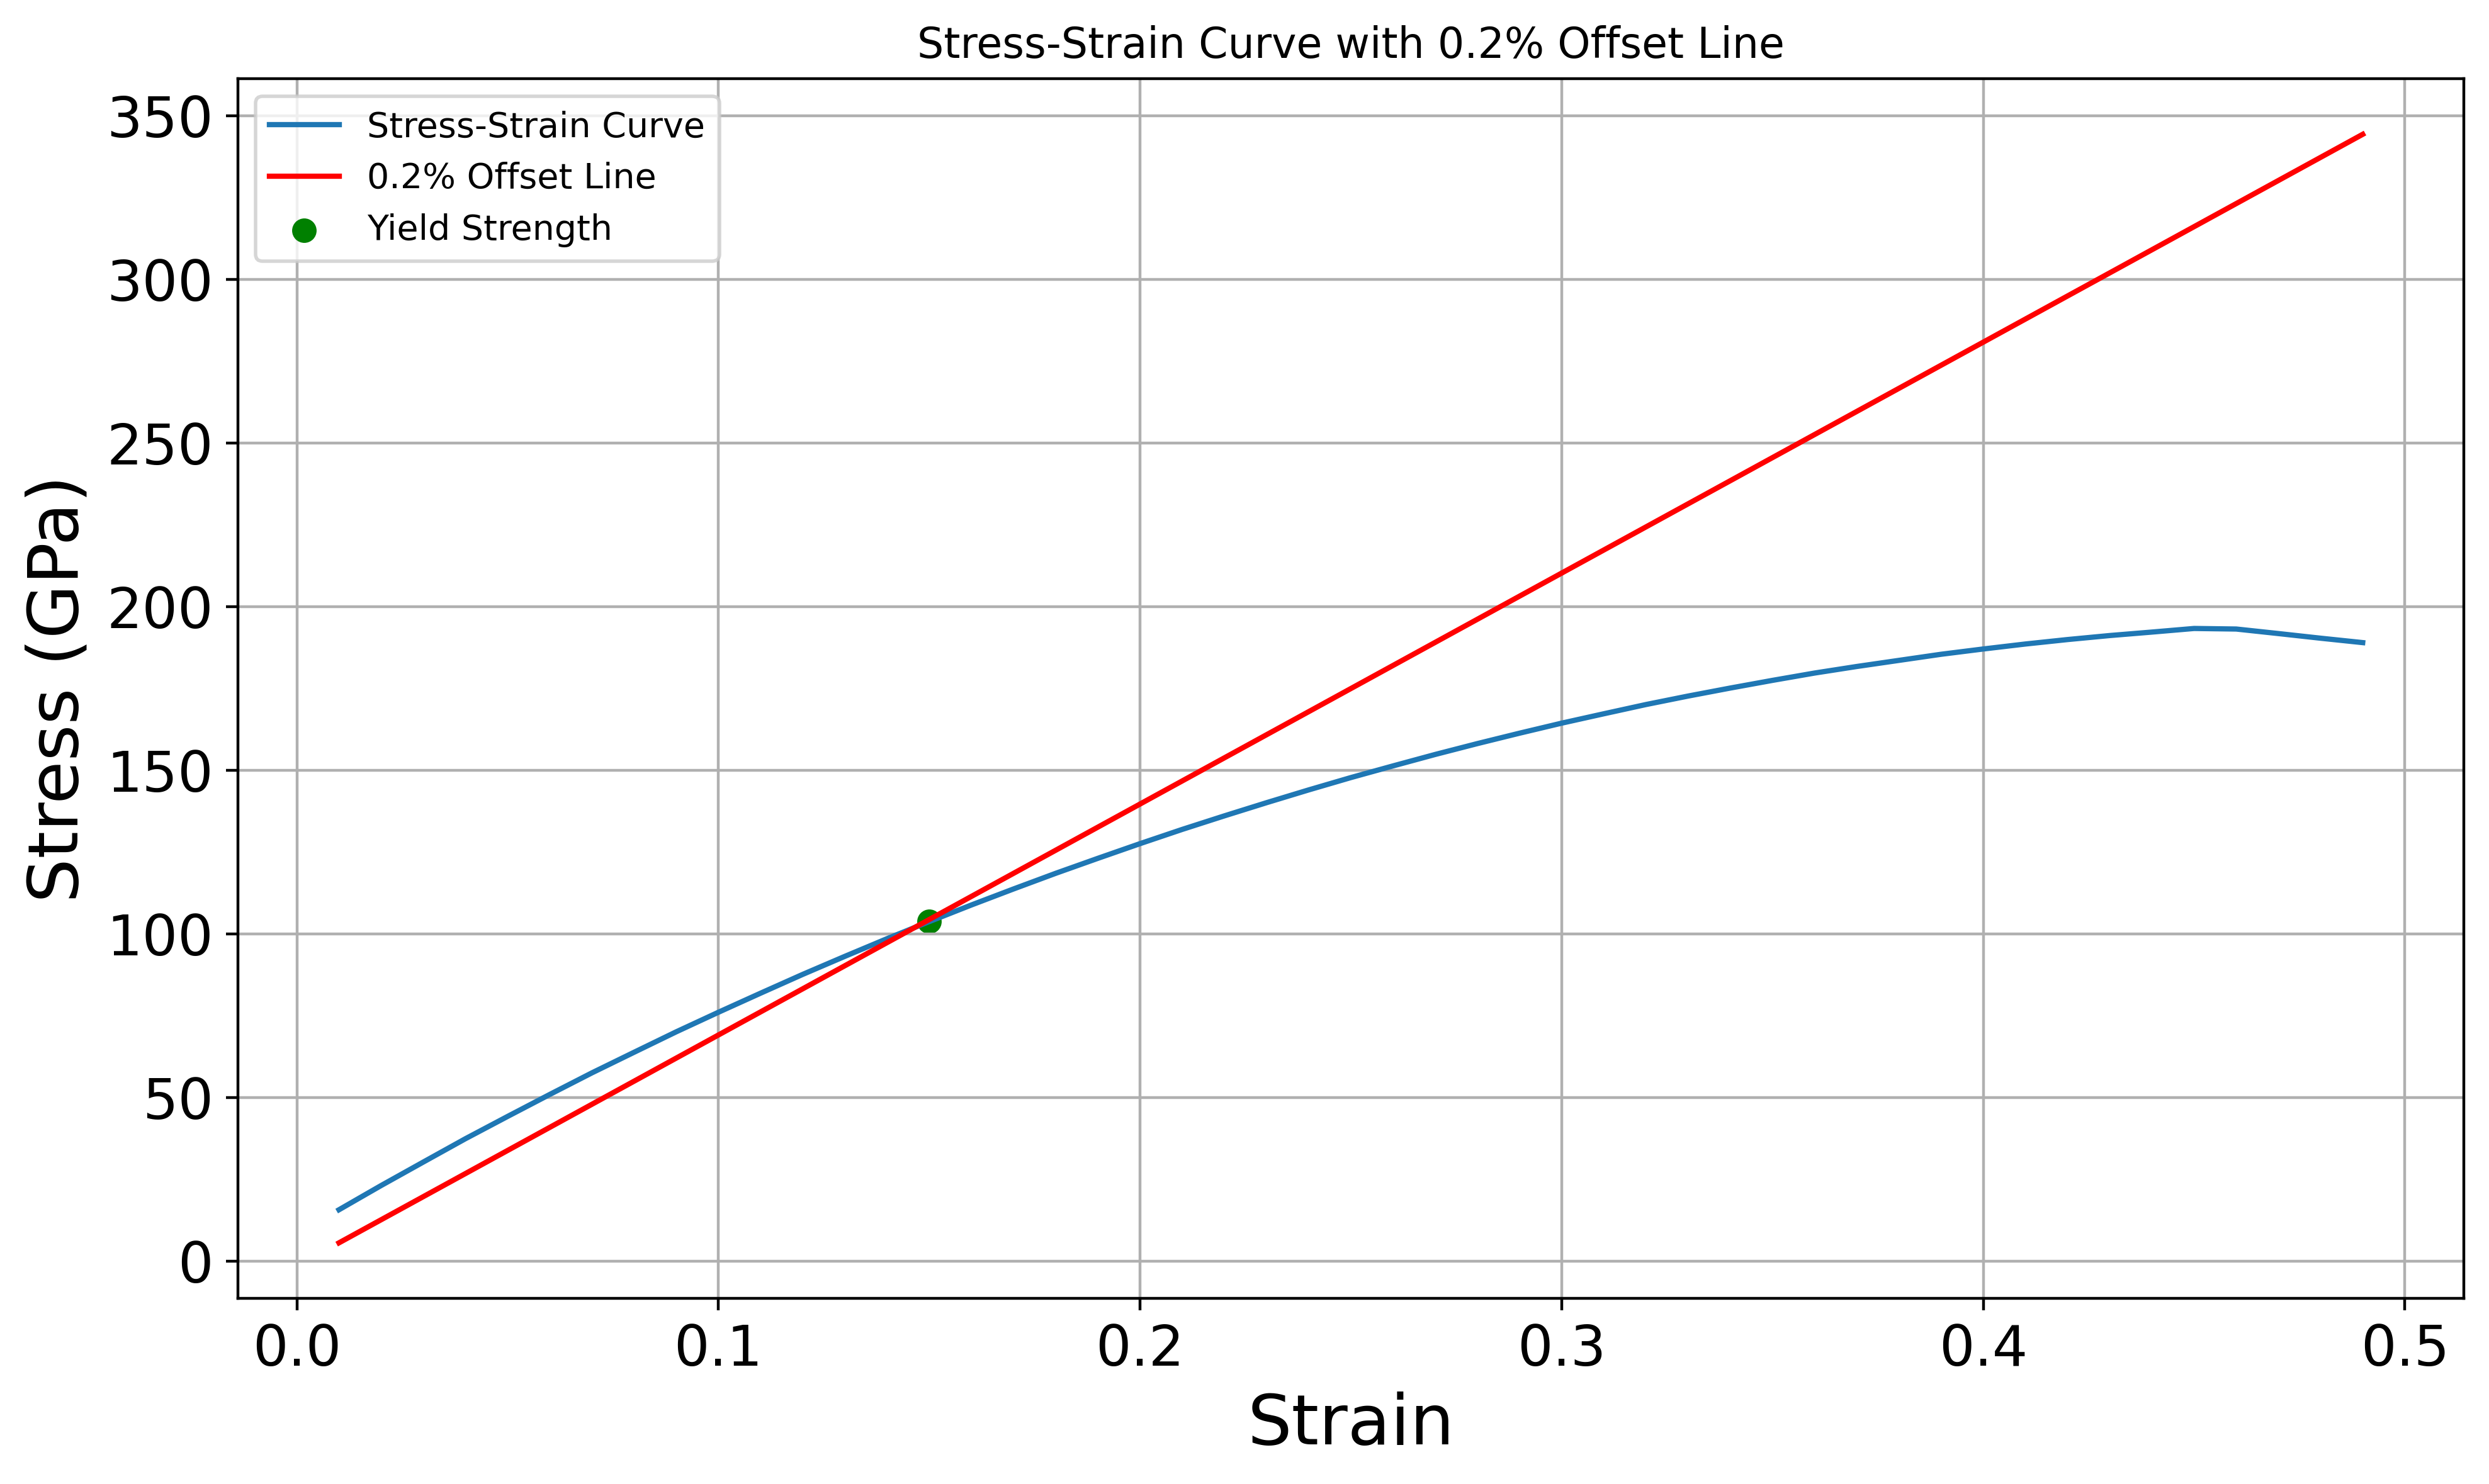 Stress-Strain Curve with 0.2% Offset Line
Stress-Strain Curve
0.2% Offset Line
Yield Strength
Stress (GPa)
350
300
250
200
150
100
50
0
0.0 0.1 0.2 0.3 0.4 0.5
Strain